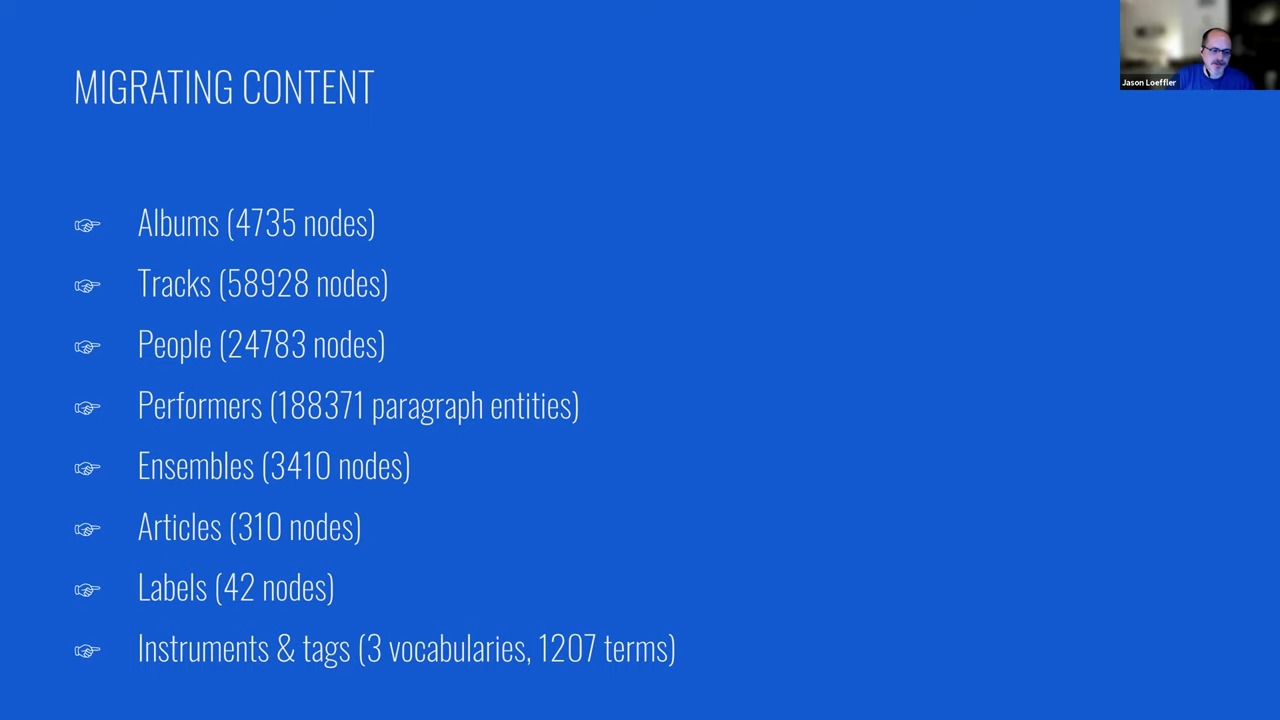 MIGRATING CONTENT
Jason Loeffler
☞ Albums (4735 nodes)
☞ Tracks (58928 nodes)
☞ People (24783 nodes)
☞ Performers (188371 paragraph entities)
☞ Ensembles (3410 nodes)
☞ Articles (310 nodes)
☞ Labels (42 nodes)
☞ Instruments & tags (3 vocabularies, 1207 terms)